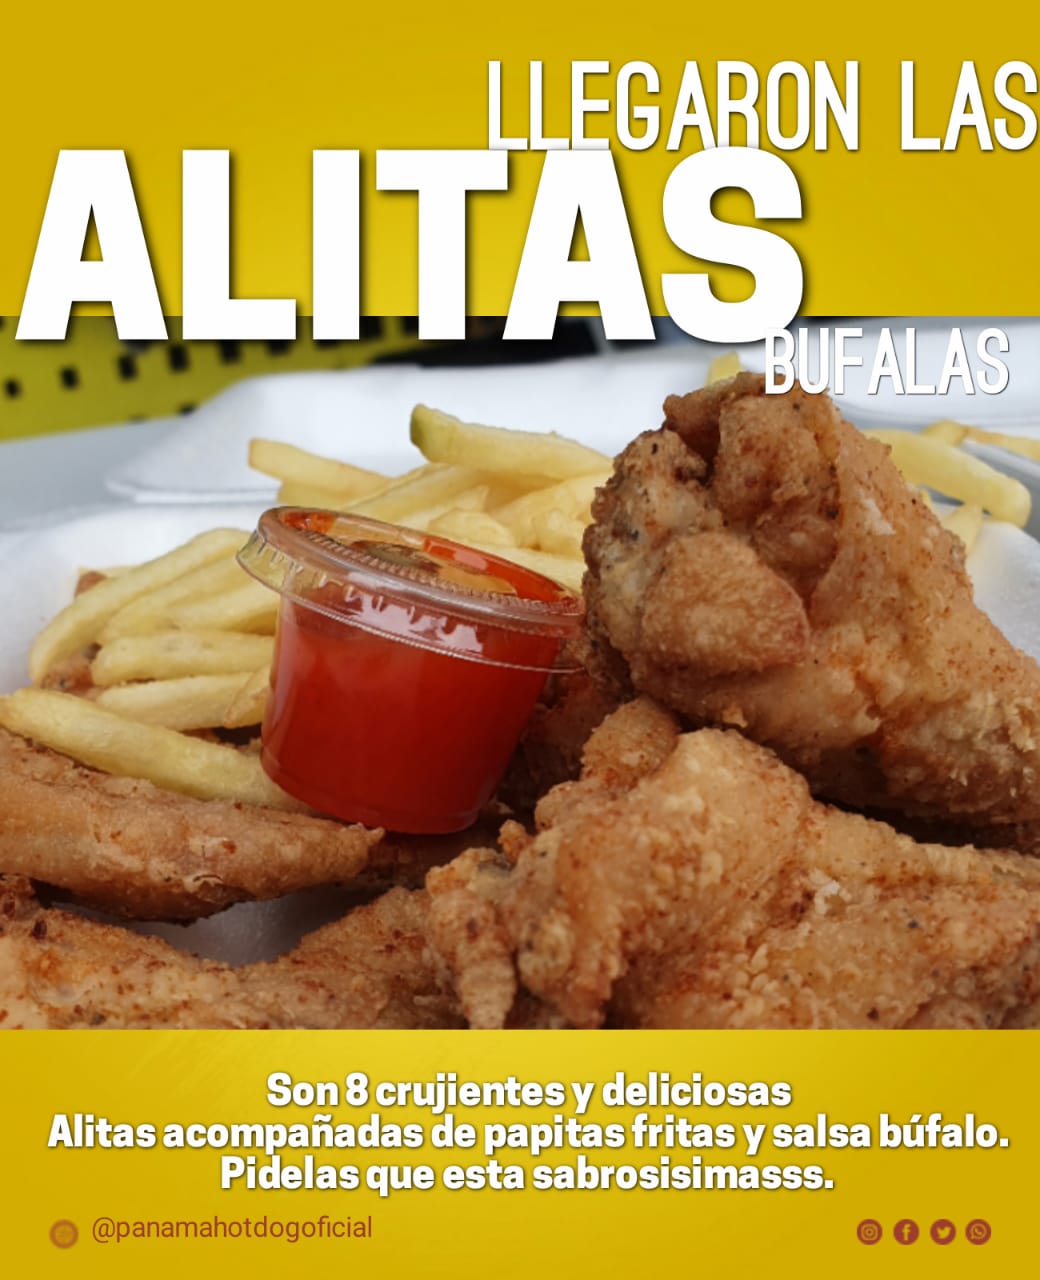 LLEGARON LAS
ALITAS
BUFALAS
Son 8 crujientes y deliciosas
Alitas acompañadas de papitas fritas y salsa búfalo.
Pidelas que esta sabrosisimasss.
@panamahotdogoficial